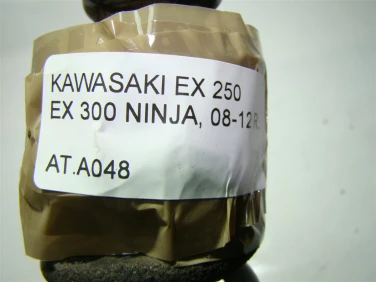 KAWASAKI EX 250
EX 300 NINJA, 08-12R.
AT.A048